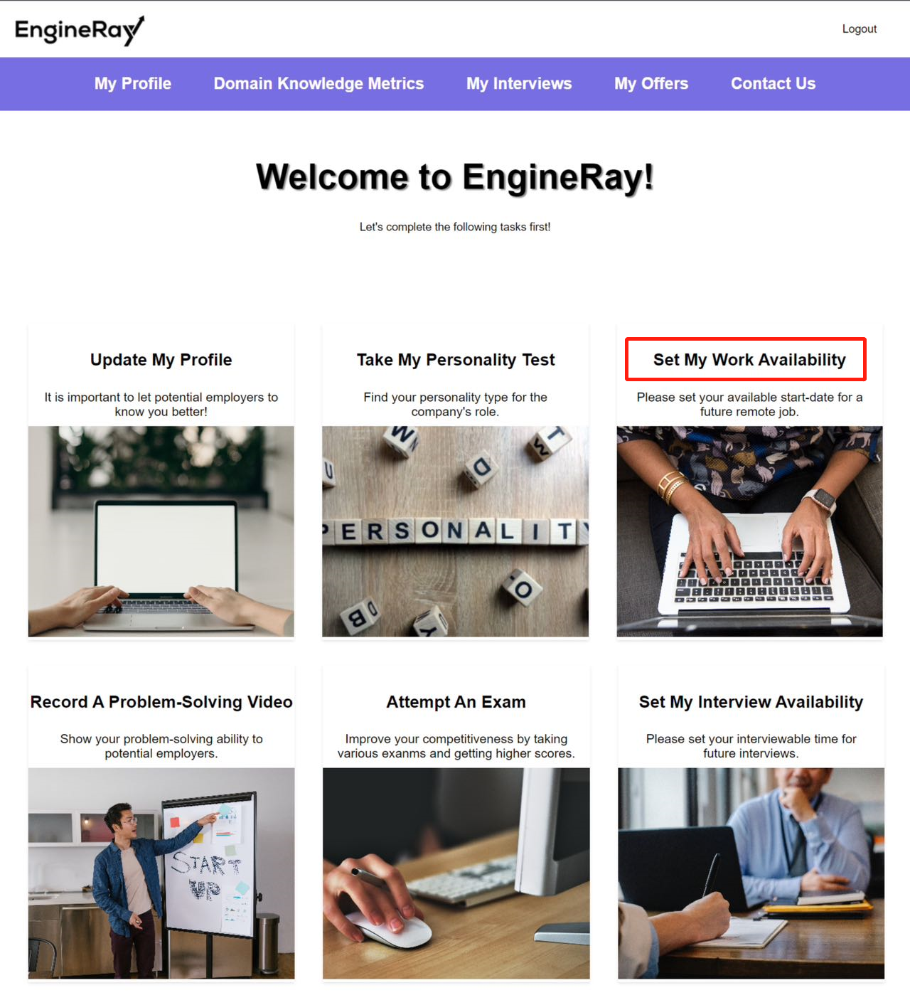 EngineRay
Logout
My Profile
Domain Knowledge Metrics
My Interviews
My Offers
Contact Us
Welcome to EngineRay!
Let's complete the following tasks first!
Update My Profile
It is important to let potential employers to
know you better!
Take My Personality Test
Find your personality type for the
company's role.
Set My Work Availability
Please set your available start-date for a
future remote job.
W
N
T
W
D
U
PERSONALITY
O
B
D
U
Y
Record A Problem-Solving Video
Show your problem-solving ability to
potential employers.
Attempt An Exam
Improve your competitiveness by taking
various exanms and getting higher scores.
Set My Interview Availability
Please set your interviewable time for
future interviews.
START
UP